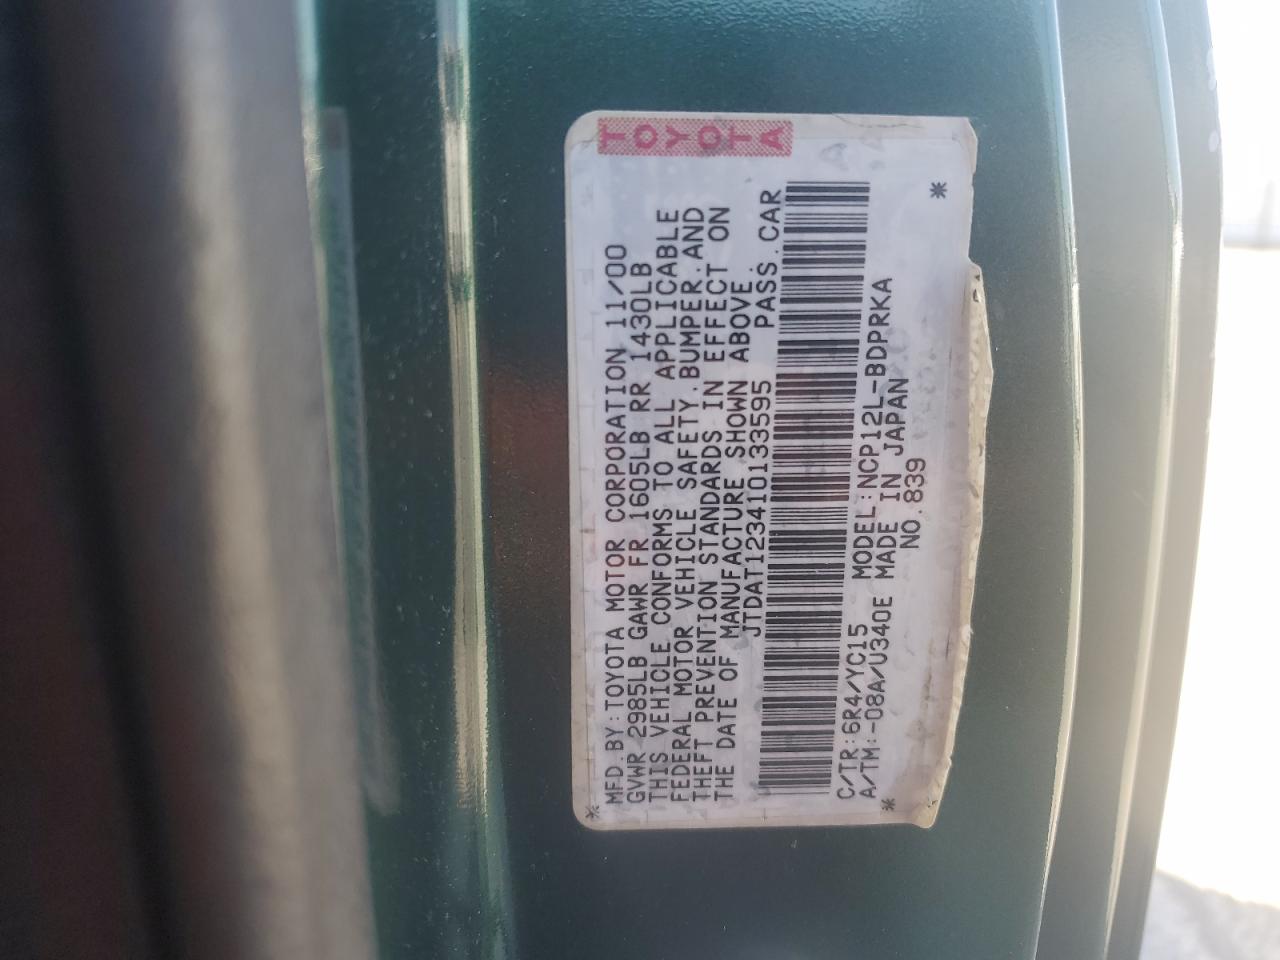 TOYOTA
MFD. BY:TOYOTA MOTOR CORPORATION 11/00
GVWR 2985LB GAWR FR 1605LB RR 1430LB
THIS VEHICLE CONFORMS TO ALL APPLICABLE
FEDERAL MOTOR VEHICLE SAFETY.BUMPER.AND
THEFT PREVENTION STANDARDS IN EFFECT ON
THE DATE OF MANUFACTURE SHOWN ABOVE.
JTDAT123410133595 PASS.CAR
C/TR:6R4/YC15 MODEL:NCP12L-BDPRKA
A/TM:-08A/U340E MADE IN JAPAN
NO.839